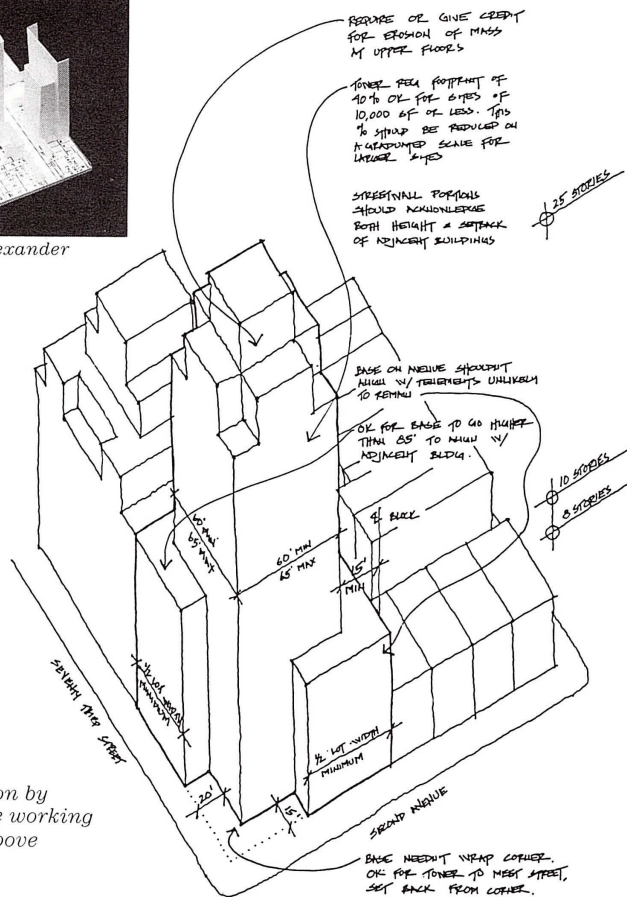 REQUIRE OR GIVE CREDIT
FOR EROSION OF MASS
AT UPPER FLOORS
TOWER REQ FOOTPRINT OF
40% OK FOR SITES OF
10,000 SF OR LESS. THIS
% SHOULD BE REDUCED ON
A GRADUATED SCALE FOR
LARGER SITES
STREETWALL PORTIONS
SHOULD ACKNOWLEDGE
BOTH HEIGHT & SETBACK
OF ADJACENT BUILDINGS
25 STORIES
exander
BASE ON AVENUE SHOULDN'T
ALIGN W/ TENEMENTS UNLIKELY
TO REMAIN
OK FOR BASE TO GO HIGHER
THAN 85' TO ALIGN W/
ADJACENT BLDG.
10 STORIES
8 STORIES
℄ BLOCK
60' MIN
65' MAX
60' MIN
65' MAX
15'
MIN
1/2 LOT WIDTH
MINIMUM
1/2 LOT WIDTH
MINIMUM
SEVENTY THIRD STREET
20'
15'
SECOND AVENUE
on by
working
ove
BASE NEEDN'T WRAP CORNER.
OK FOR TOWER TO MEET STREET,
SET BACK FROM CORNER.